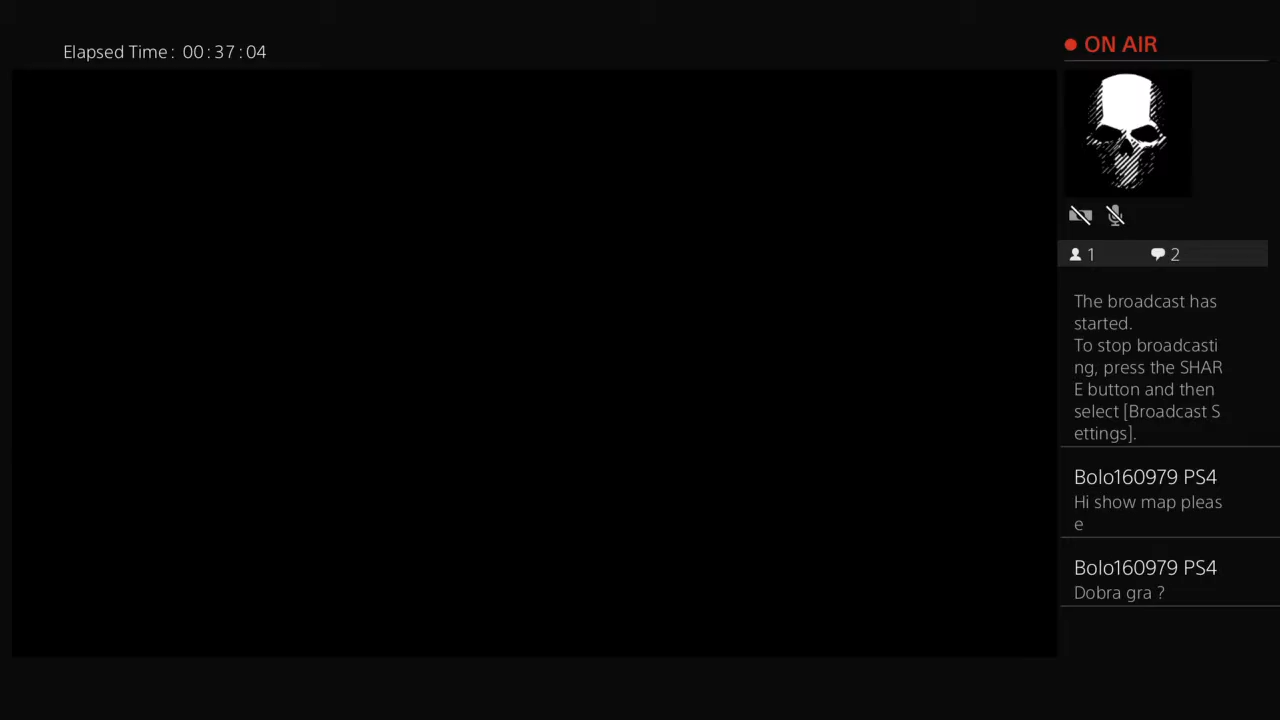 Elapsed Time: 00:37:04
ON AIR
1 2
The broadcast has
started.
To stop broadcasti
ng, press the SHAR
E button and then
select [Broadcast S
ettings].
Bolo160979 PS4
Hi show map pleas
e
Bolo160979 PS4
Dobra gra ?